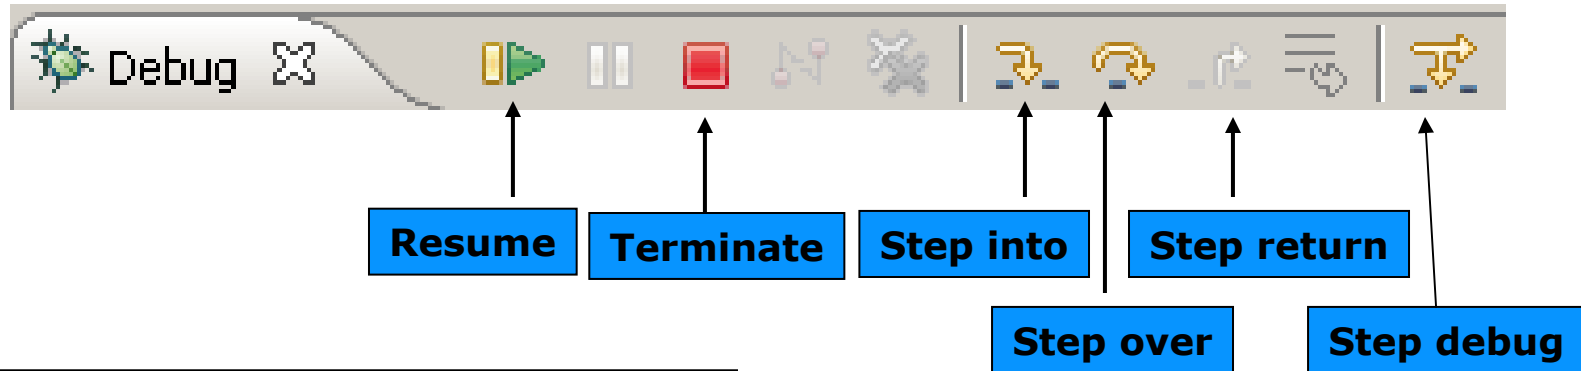 Debug
Resume
Terminate
Step into
Step return
Step over
Step debug